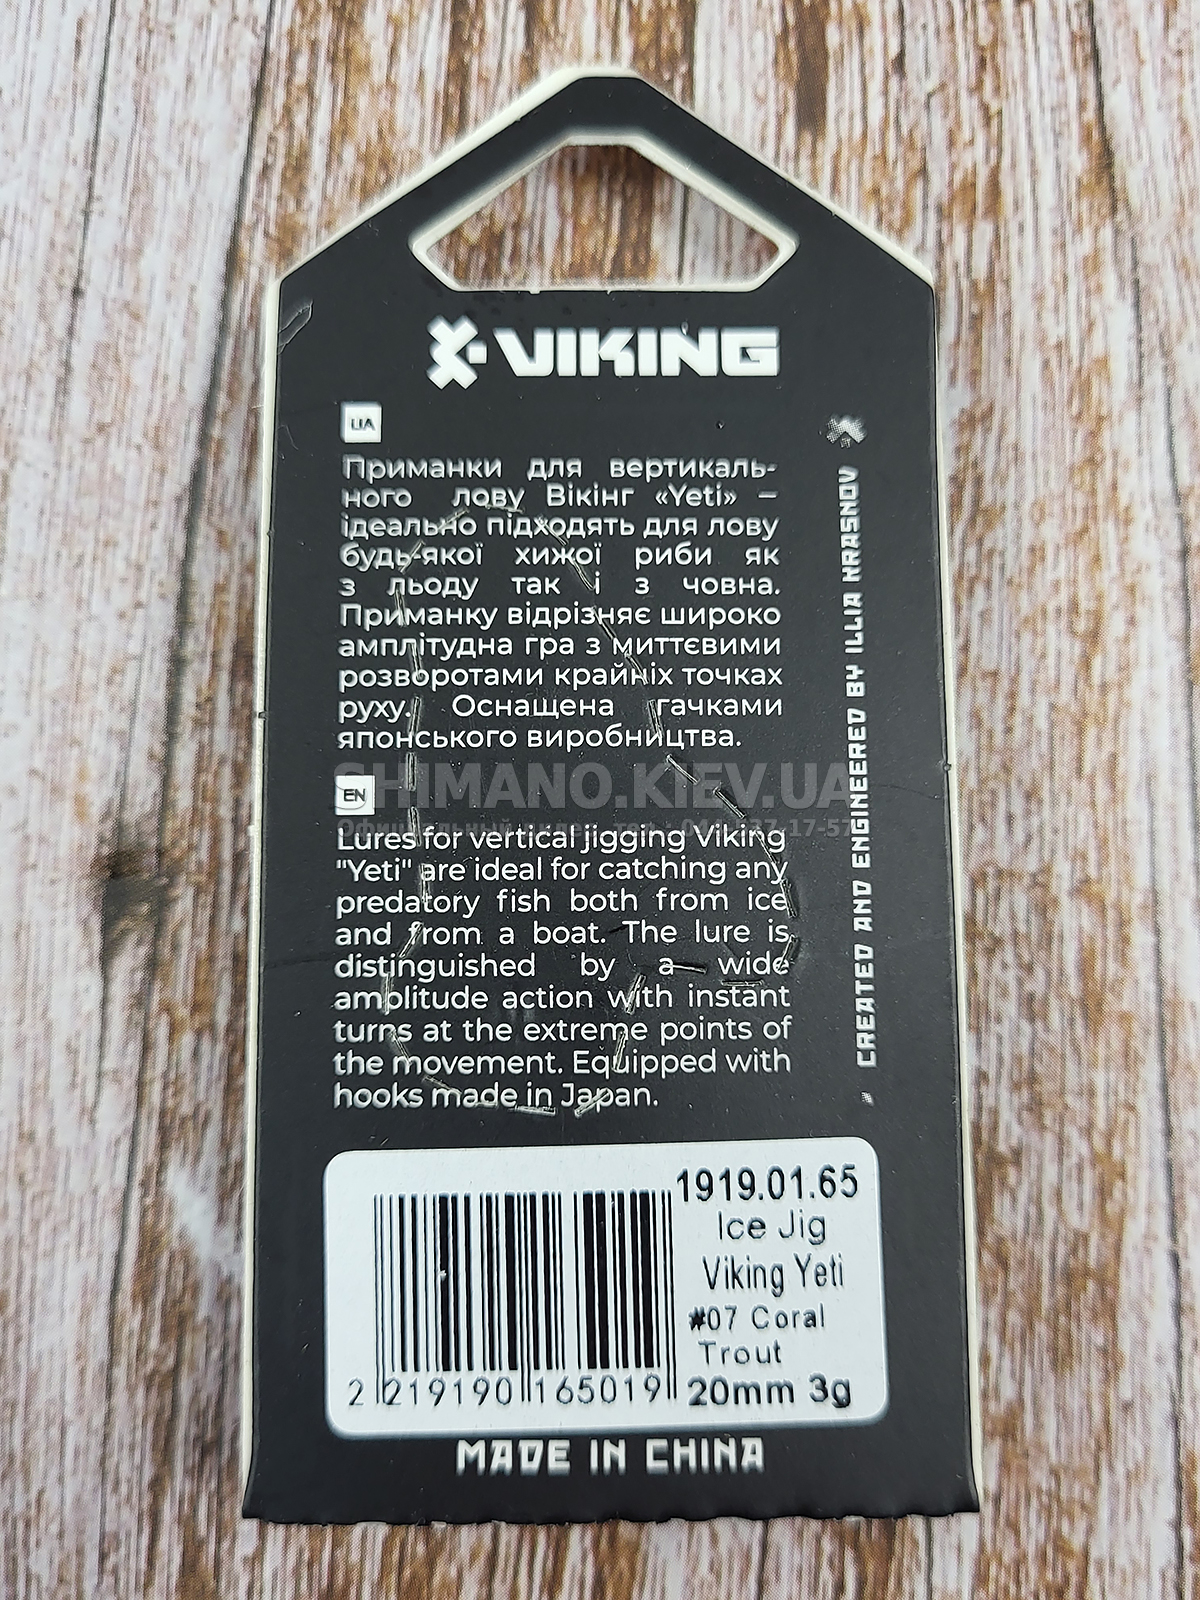 VIKING
UA
Приманки для вертикаль-
ного лову Вікінг «Yeti» –
ідеально підходять для лову
будь-якої хижої риби як
з льоду так і з човна.
Приманку відрізняє широко
амплітудна гра з миттєвими
розворотами крайніх точках
руху. Оснащена гачками
японського виробництва.
SHIMANO.KIEV.UA
EN
Lures for vertical jigging Viking
"Yeti" are ideal for catching any
predatory fish both from ice
and from a boat. The lure is
distinguished by a wide
amplitude action with instant
turns at the extreme points of
the movement. Equipped with
hooks made in Japan.
CREATED AND ENGINEERED BY ILLIA KRASNOV
1919.01.65
Ice Jig
Viking Yeti
#07 Coral
Trout
20mm 3g
2 219190 165019
MADE IN CHINA